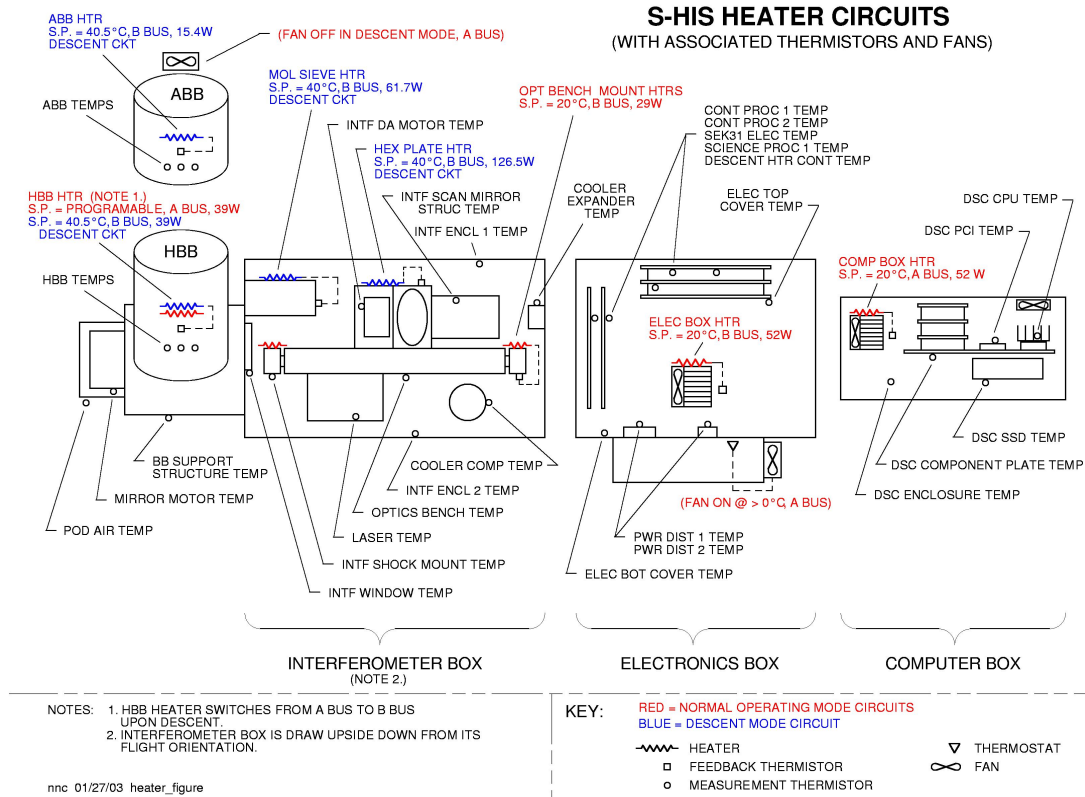 S-HIS HEATER CIRCUITS
(WITH ASSOCIATED THERMISTORS AND FANS)
ABB HTR
S.P. = 40.5°C,B BUS, 15.4W
DESCENT CKT
(FAN OFF IN DESCENT MODE, A BUS)
ABB
ABB TEMPS
MOL SIEVE HTR
S.P. = 40°C,B BUS, 61.7W
DESCENT CKT
INTF DA MOTOR TEMP
HEX PLATE HTR
S.P. = 40°C,B BUS, 126.5W
DESCENT CKT
OPT BENCH MOUNT HTRS
S.P. = 20°C,B BUS, 29W
INTF SCAN MIRROR
STRUC TEMP
INTF ENCL 1 TEMP
COOLER
EXPANDER
TEMP
CONT PROC 1 TEMP
CONT PROC 2 TEMP
SEK31 ELEC TEMP
SCIENCE PROC 1 TEMP
DESCENT HTR CONT TEMP
ELEC TOP
COVER TEMP
DSC CPU TEMP
DSC PCI TEMP
COMP BOX HTR
S.P. = 20°C,A BUS, 52 W
HBB HTR (NOTE 1.)
S.P. = PROGRAMABLE, A BUS, 39W
S.P. = 40.5°C,B BUS, 39W
DESCENT CKT
HBB
HBB TEMPS
ELEC BOX HTR
S.P. = 20°C,B BUS, 52W
BB SUPPORT
STRUCTURE TEMP
MIRROR MOTOR TEMP
POD AIR TEMP
COOLER COMP TEMP
INTF ENCL 2 TEMP
OPTICS BENCH TEMP
LASER TEMP
INTF SHOCK MOUNT TEMP
INTF WINDOW TEMP
(FAN ON @ > 0°C, A BUS)
PWR DIST 1 TEMP
PWR DIST 2 TEMP
ELEC BOT COVER TEMP
DSC SSD TEMP
DSC COMPONENT PLATE TEMP
DSC ENCLOSURE TEMP
INTERFEROMETER BOX
(NOTE 2.)
ELECTRONICS BOX
COMPUTER BOX
NOTES: 1. HBB HEATER SWITCHES FROM A BUS TO B BUS
UPON DESCENT.
2. INTERFEROMETER BOX IS DRAW UPSIDE DOWN FROM ITS
FLIGHT ORIENTATION.
nnc 01/27/03 heater_figure
KEY:
RED = NORMAL OPERATING MODE CIRCUITS
BLUE = DESCENT MODE CIRCUIT
HEATER
FEEDBACK THERMISTOR
MEASUREMENT THERMISTOR
THERMOSTAT
FAN